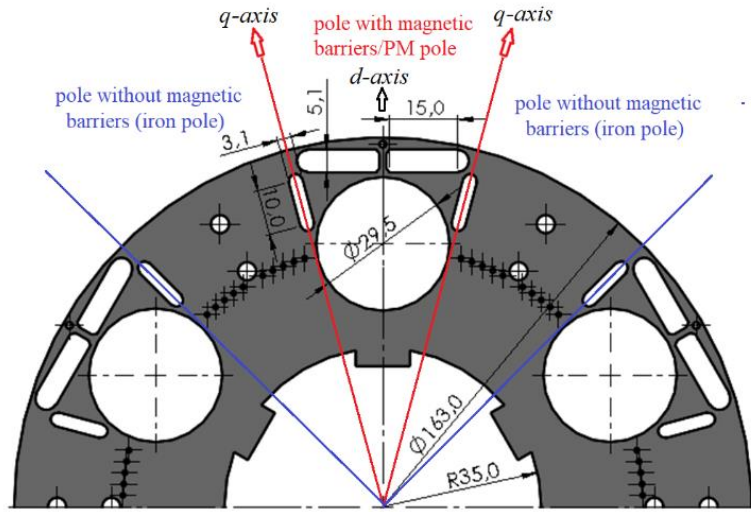 q-axis
pole with magnetic
barriers/PM pole
q-axis
d-axis
pole without magnetic
barriers (iron pole)
pole without magnetic
barriers (iron pole)
5,1
15,0
3,1
10,0
Φ29,5
Φ163,0
R35,0